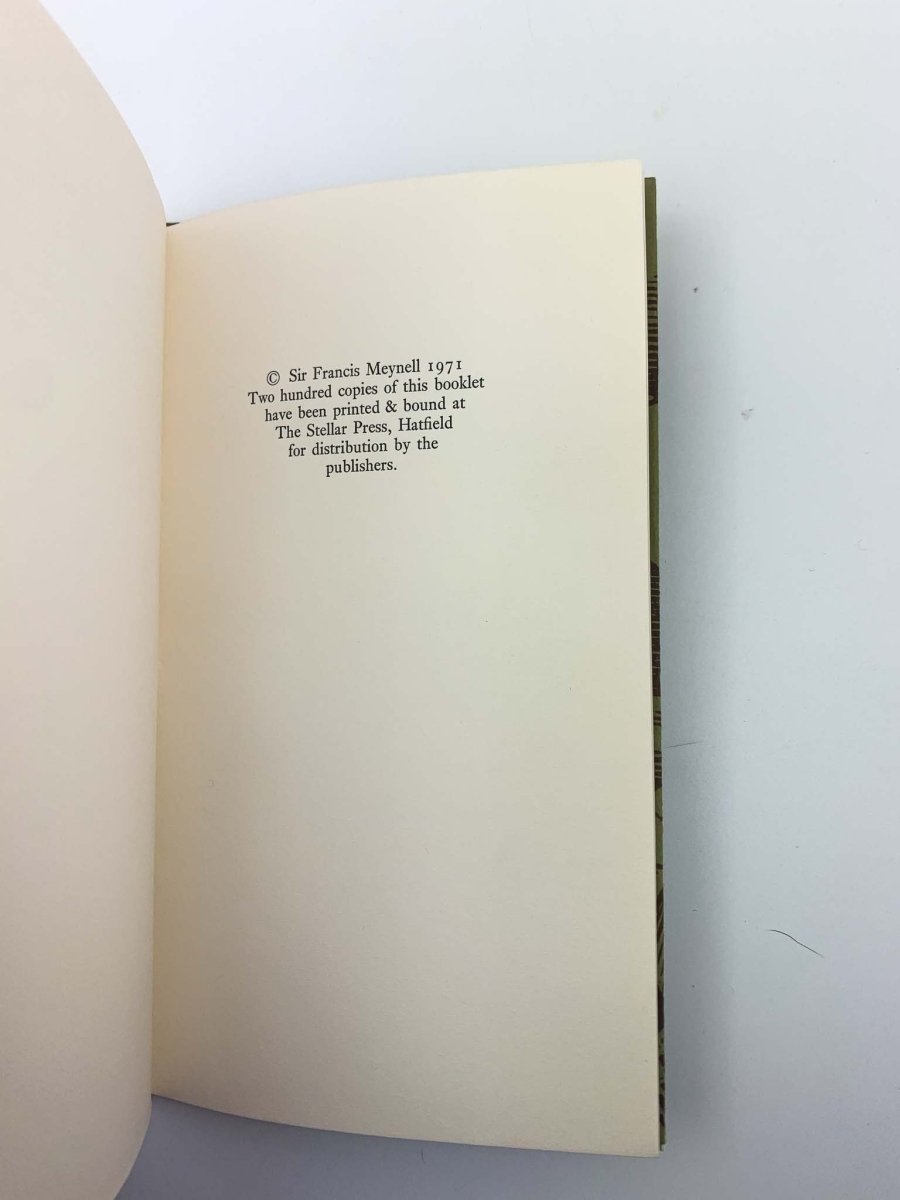 © Sir Francis Meynell 1971
Two hundred copies of this booklet
have been printed & bound at
The Stellar Press, Hatfield
for distribution by the
publishers.